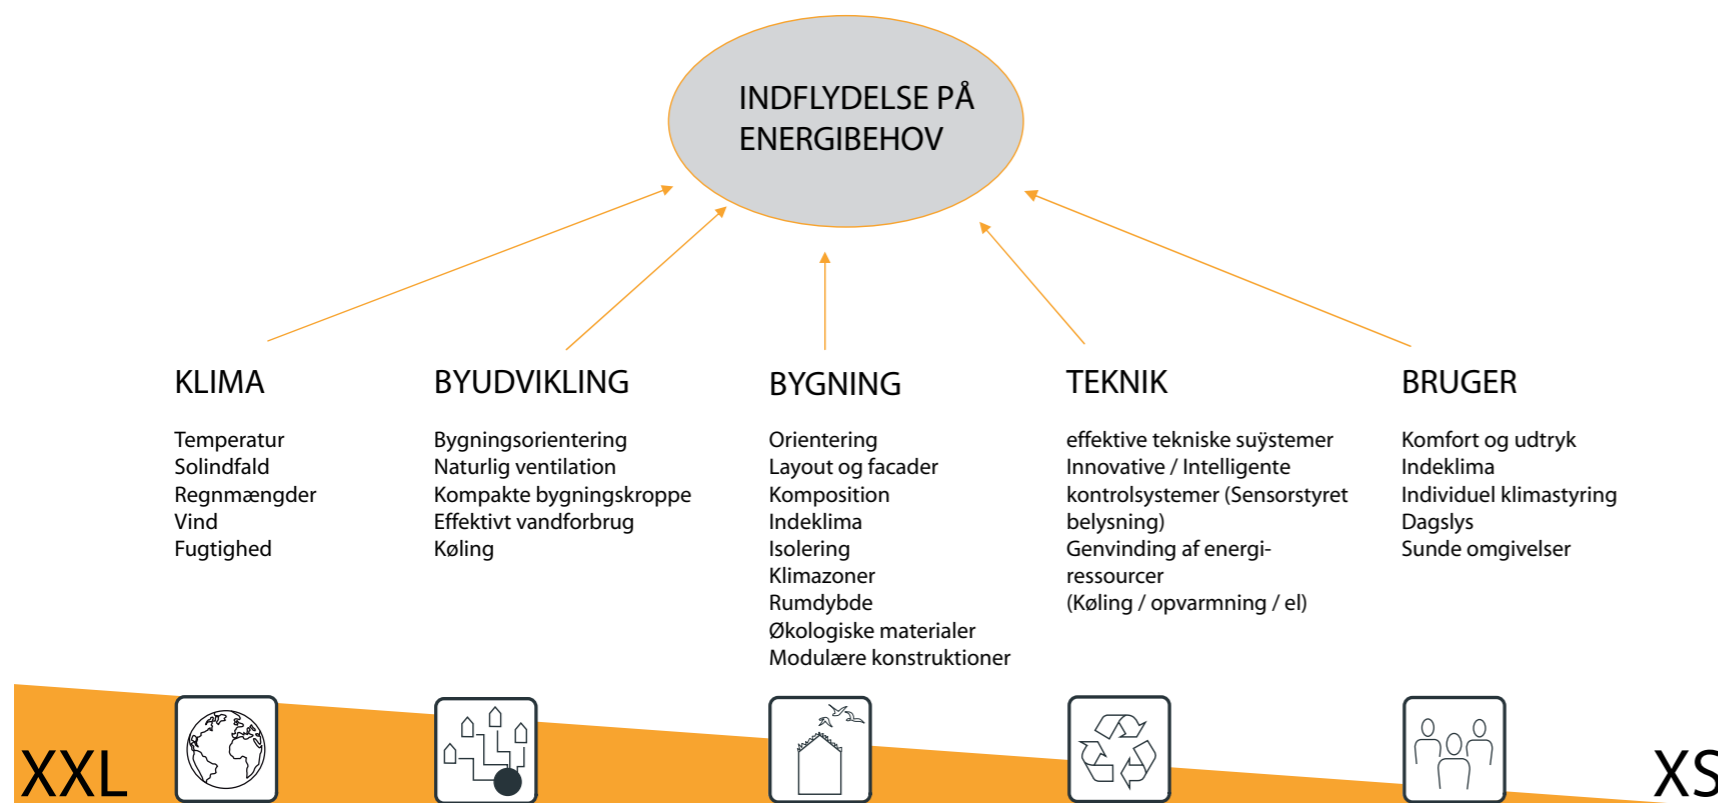 INDFLYDELSE PÅ
ENERGIBEHOV
KLIMA
Temperatur
Solindfald
Regnmængder
Vind
Fugtighed
BYUDVIKLING
Bygningsorientering
Naturlig ventilation
Kompakte bygningskroppe
Effektivt vandforbrug
Køling
BYGNING
Orientering
Layout og facader
Komposition
Indeklima
Isolering
Klimazoner
Rumdybde
Økologiske materialer
Modulære konstruktioner
TEKNIK
effektive tekniske suÿstemer
Innovative / Intelligente
kontrolsystemer (Sensorstyret
belysning)
Genvinding af energi-
ressourcer
(Køling / opvarmning / el)
BRUGER
Komfort og udtryk
Indeklima
Individuel klimastyring
Dagslys
Sunde omgivelser
XXL
XS